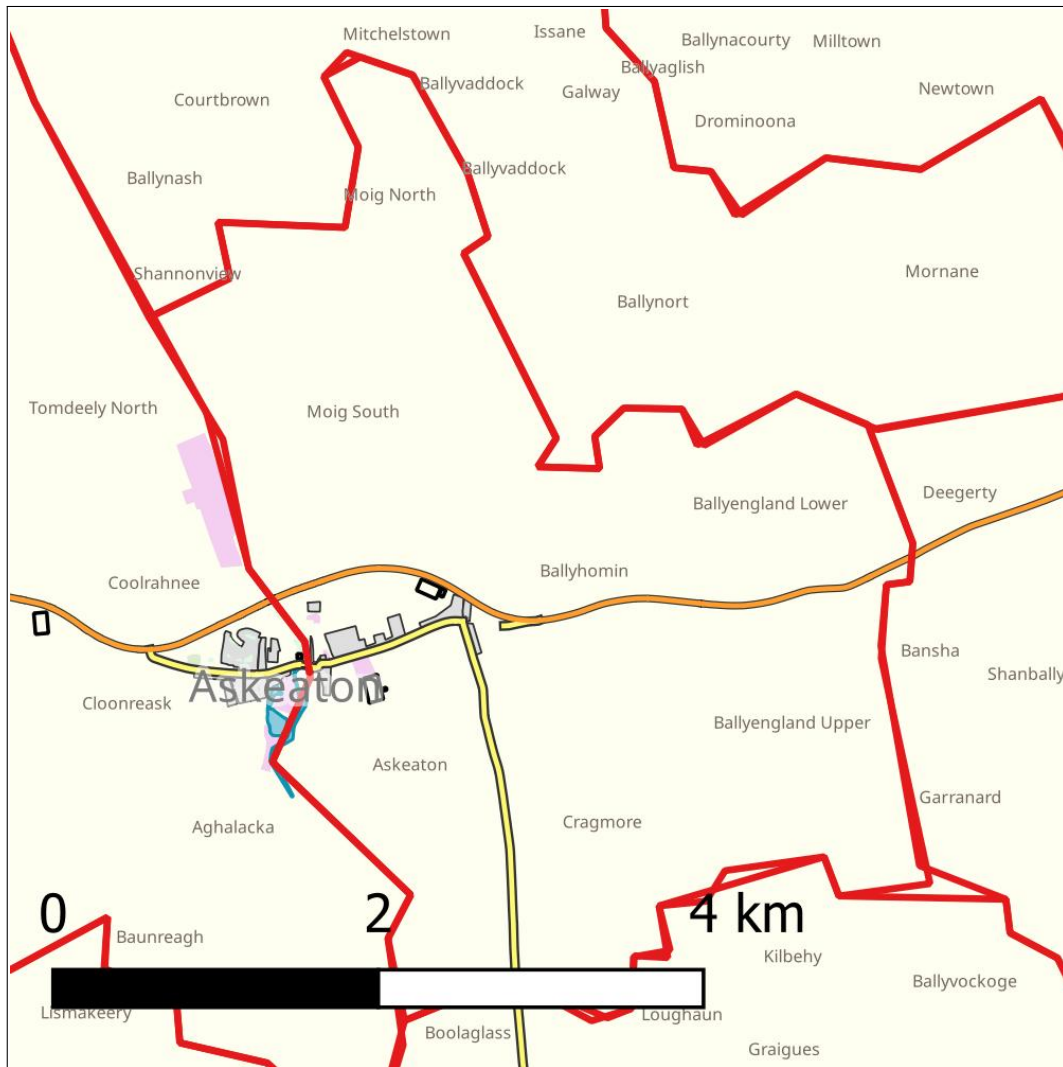 Mitchelstown
Issane
Ballynacourty
Milltown
Ballyaglish
Ballyvaddock
Galway
Newtown
Courtbrown
Drominoona
Ballyvaddock
Ballynash
Moig North
Shannonview
Mornane
Ballynort
Tomdeely North
Moig South
Deegerty
Ballyengland Lower
Coolrahnee
Ballyhomin
Bansha
Shanbally
Askeaton
Cloonreask
Ballyengland Upper
Askeaton
Garranard
Aghalacka
Cragmore
0 2 4 km
Baunreagh
Kilbehy
Ballyvockoge
Lismakeery
Loughaun
Boolaglass
Graigues